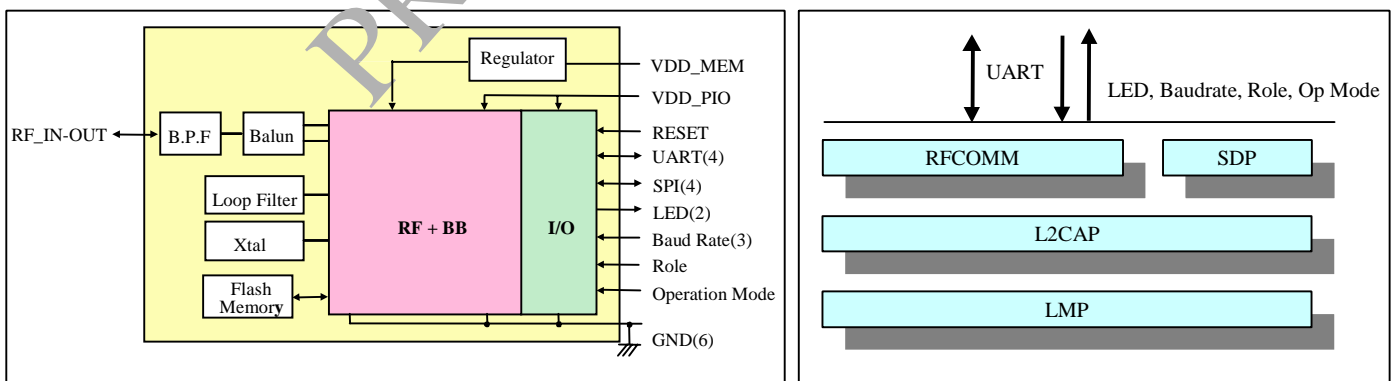 PR
Regulator
VDD_MEM
VDD_PIO
RF_IN-OUT
B.P.F
Balun
RESET
UART(4)
Loop Filter
SPI(4)
LED(2)
RF + BB
I/O
Xtal
Baud Rate(3)
Role
Flash
Memory
Operation Mode
GND(6)
UART
LED, Baudrate, Role, Op Mode
RFCOMM
SDP
L2CAP
LMP